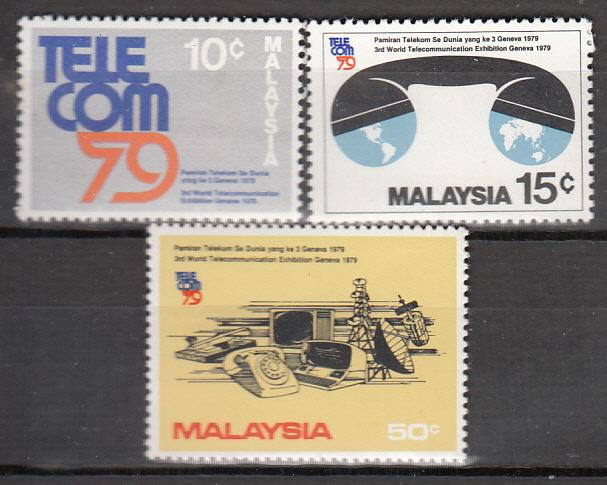 TELE
COM
79
10¢
MALAYSIA
Pamiran Telekom Se Dunia
yang ke 3 Geneva 1979
3rd World Telecommunication
Exhibition Geneva 1979
TELE
COM
79
Pamiran Telekom Se Dunia yang ke 3 Geneva 1979
3rd World Telecommunication Exhibition Geneva 1979
MALAYSIA 15¢
Pamiran Telekom Se Dunia yang ke 3 Geneva 1979
3rd World Telecommunication Exhibition Geneva 1979
TELE
COM
79
MALAYSIA 50¢